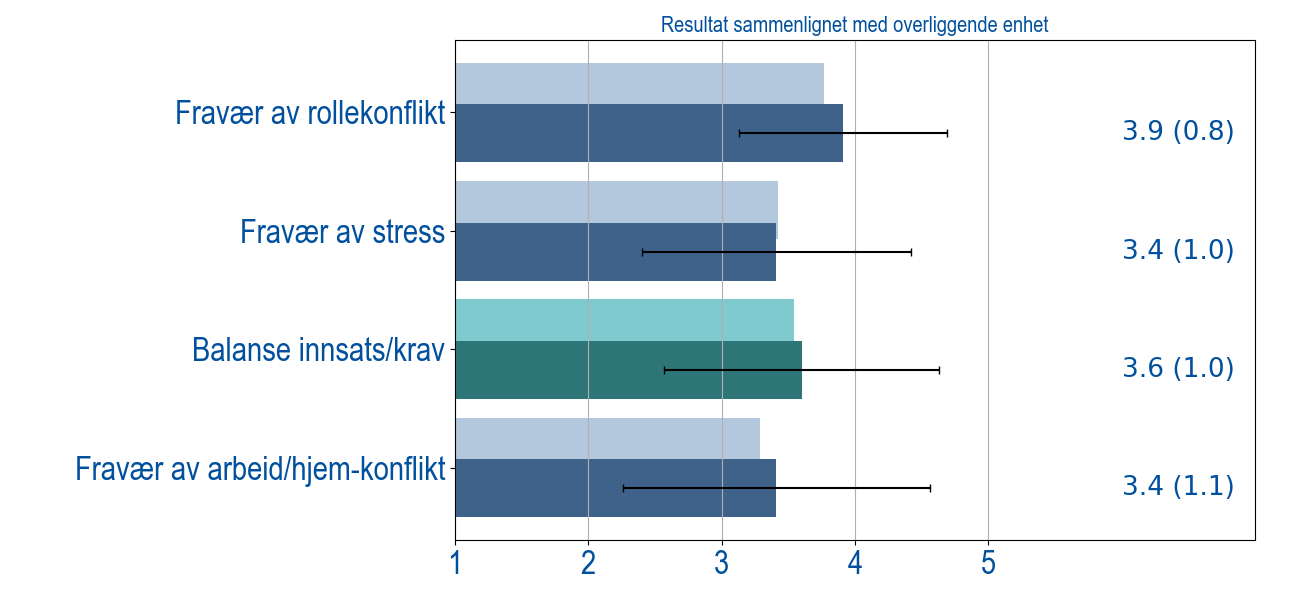 Resultat sammenlignet med overliggende enhet
Fravær av rollekonflikt
3.9 (0.8)
Fravær av stress
3.4 (1.0)
Balanse innsats/krav
3.6 (1.0)
Fravær av arbeid/hjem-konflikt
3.4 (1.1)
1 2 3 4 5